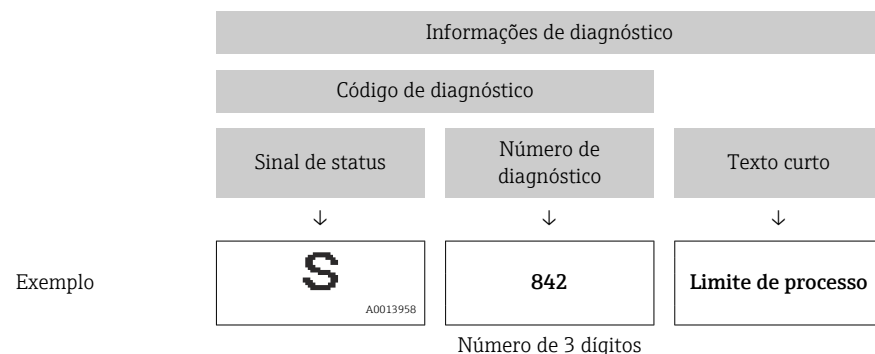 Informações de diagnóstico
Código de diagnóstico
Sinal de status
Número de
diagnóstico
Texto curto
↓ ↓ ↓
Exemplo
S
A0013958
842
Limite de processo
Número de 3 dígitos